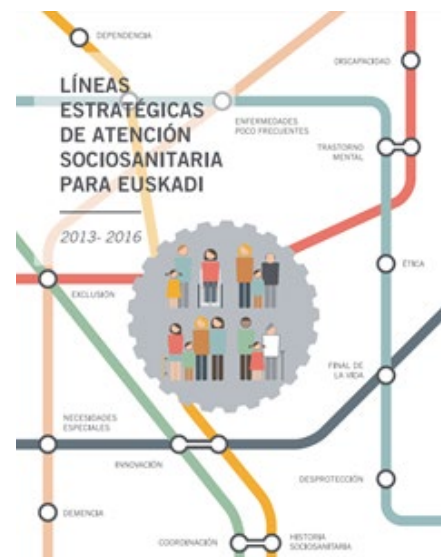 DEPENDENCIA
DISCAPACIDAD
LÍNEAS
ESTRATÉGICAS
DE ATENCIÓN
SOCIOSANITARIA
PARA EUSKADI
2013- 2016
ENFERMEDADES
POCO FRECUENTES
TRASTORNO
MENTAL
ÉTICA
EXCLUSIÓN
FINAL DE
LA VIDA
NECESIDADES
ESPECIALES
INNOVACIÓN
DESPROTECCIÓN
DEMENCIA
COORDINACIÓN
HISTORIA
SOCIOSANITARIA